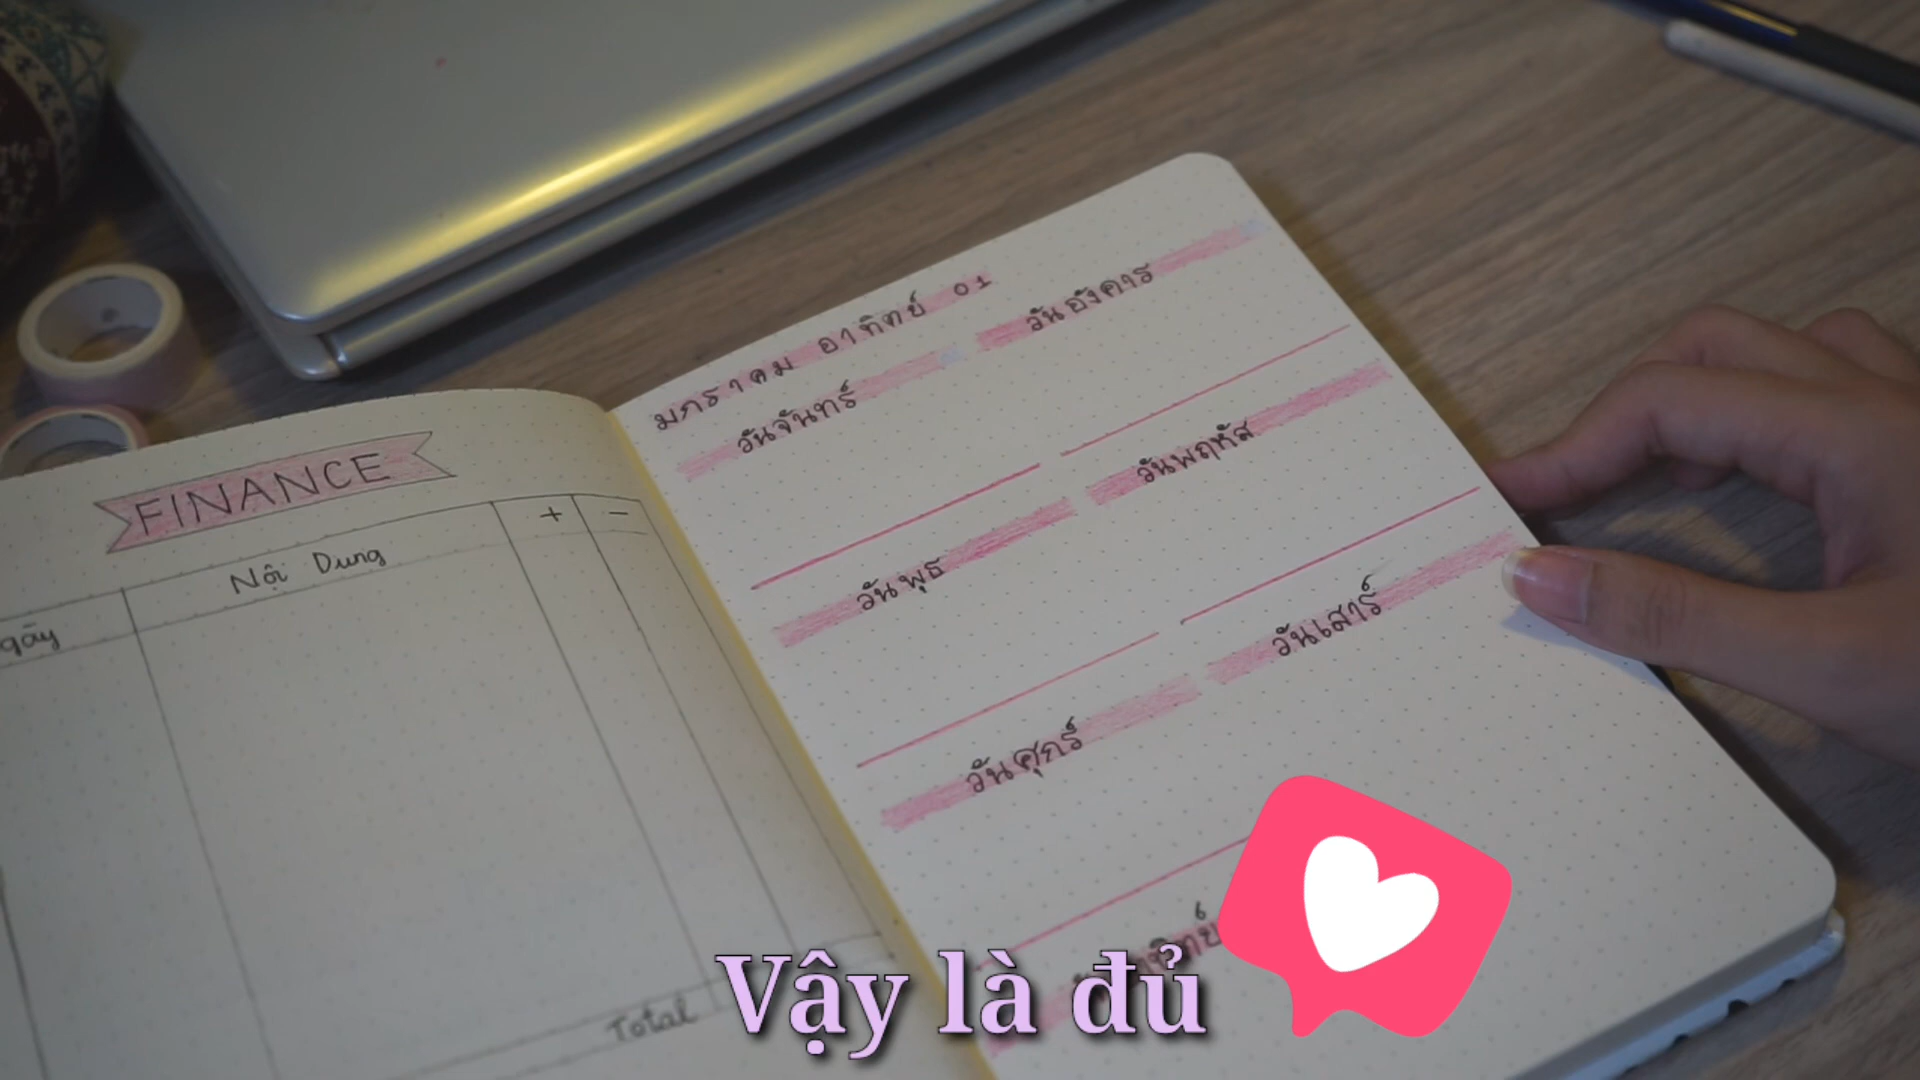 FINANCE
Nội Dung
+
−
Total
มกราคม อาทิตย์ 01
วันจันทร์
วันอังคาร
วันพุธ
วันพฤหัส
วันศุกร์
วันเสาร์
Vậy là đủ